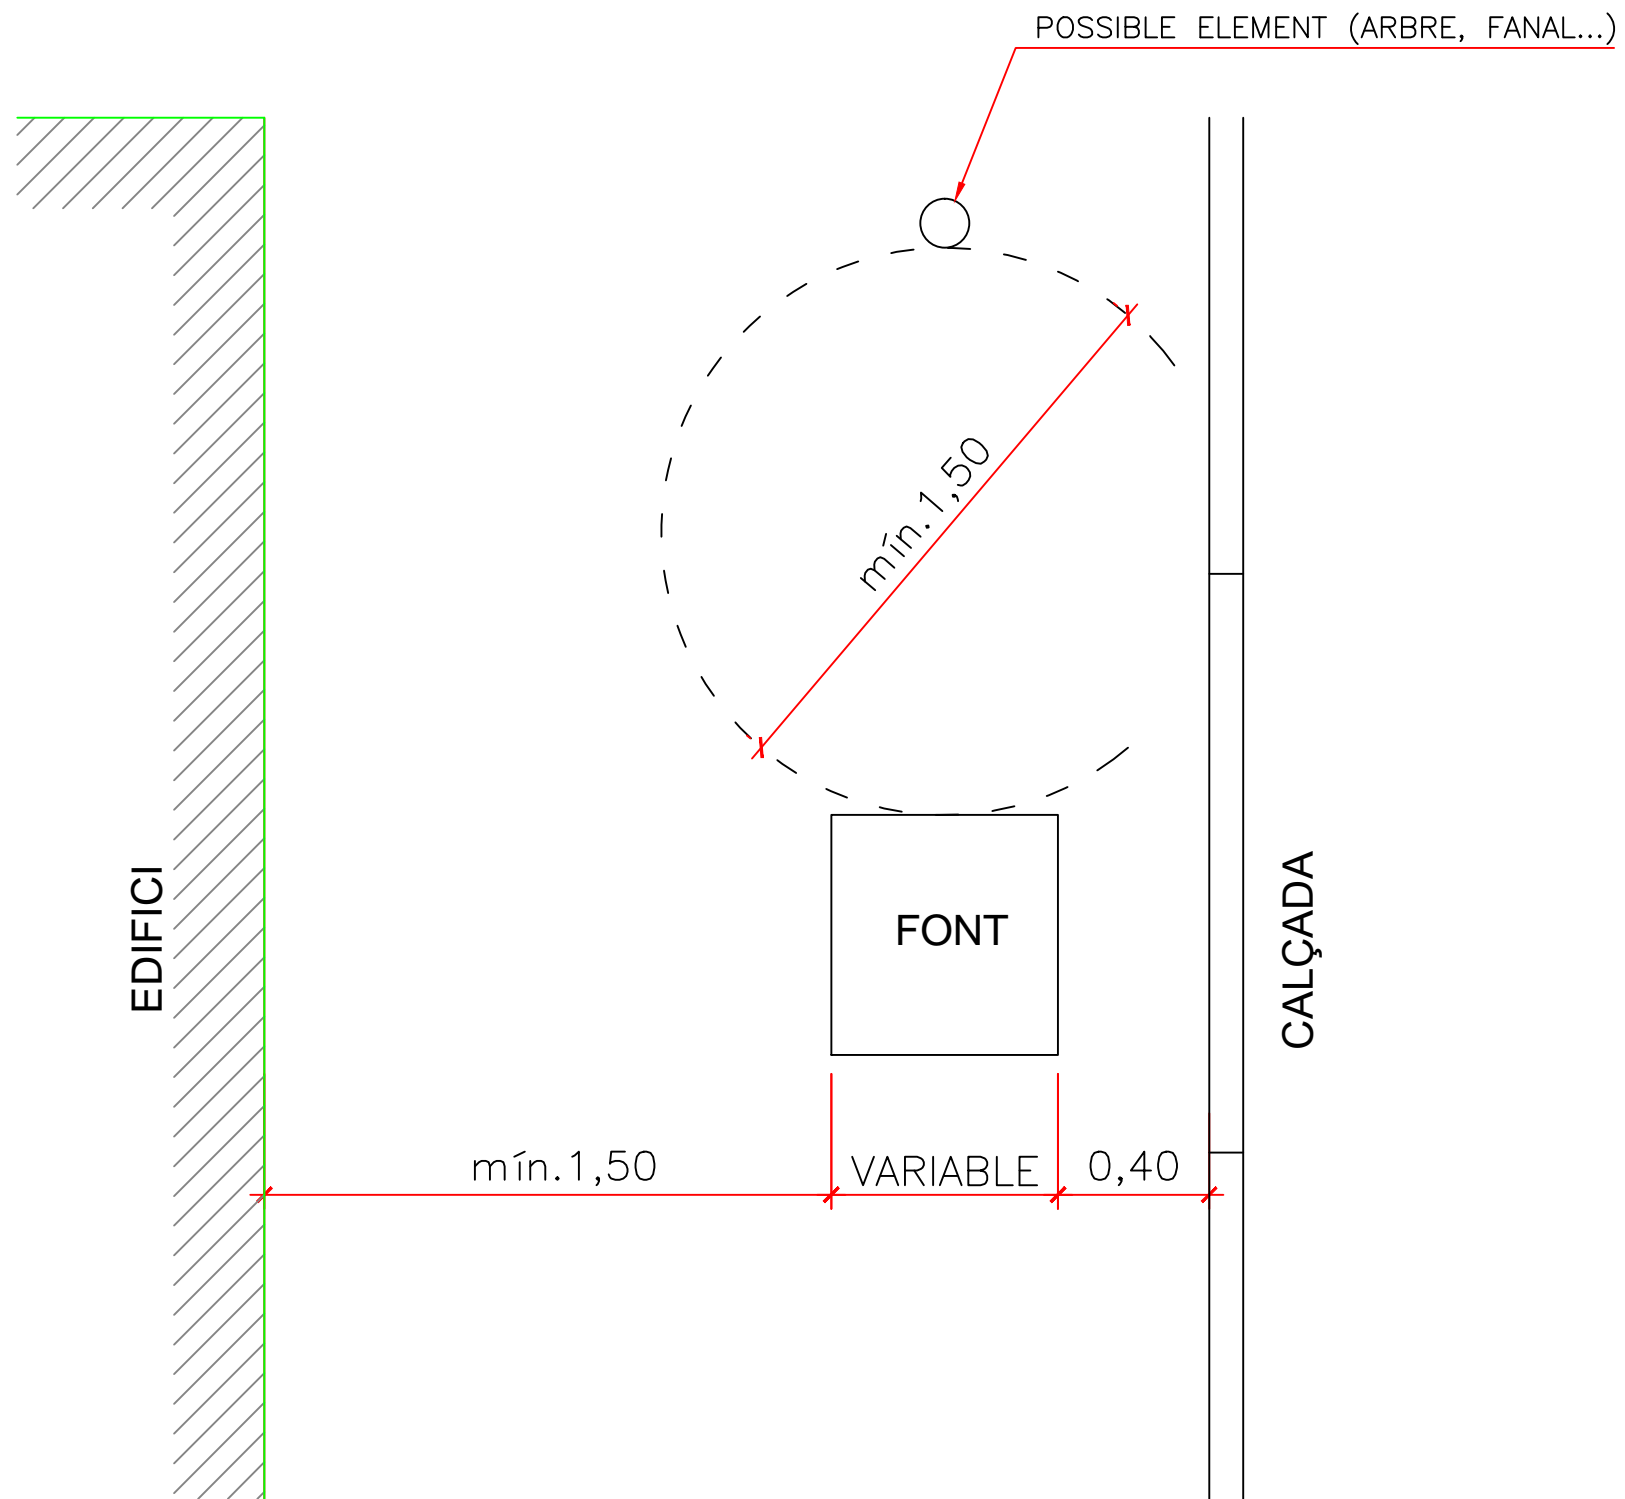 POSSIBLE ELEMENT (ARBRE, FANAL...)
mín.1,50
EDIFICI
FONT
CALÇADA
mín.1,50
VARIABLE
0,40